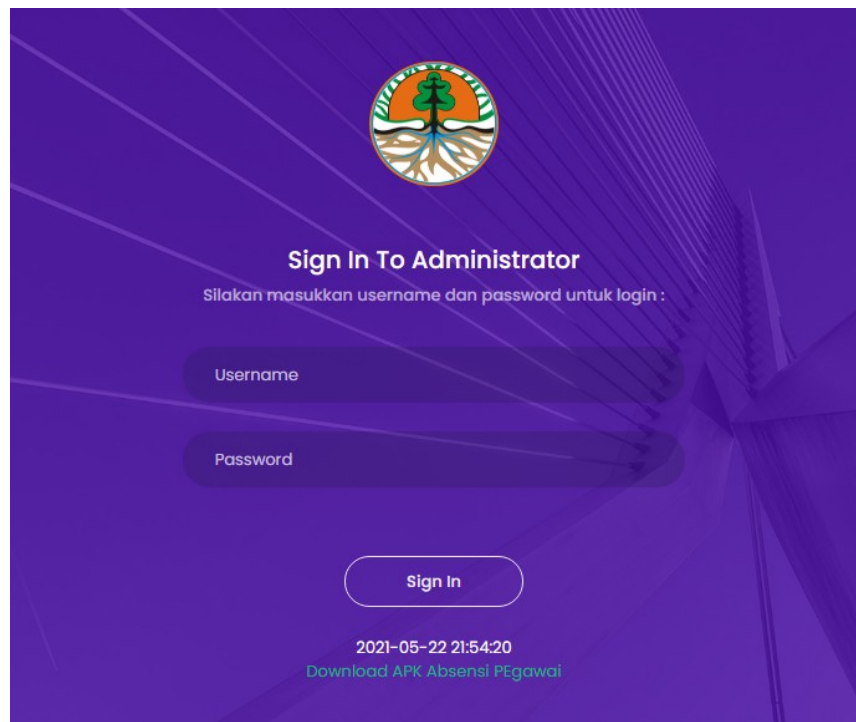 Sign In To Administrator
Silakan masukkan username dan password untuk login :
Username
Password
Sign In
2021-05-22 21:54:20
Download APK Absensi PEgawai